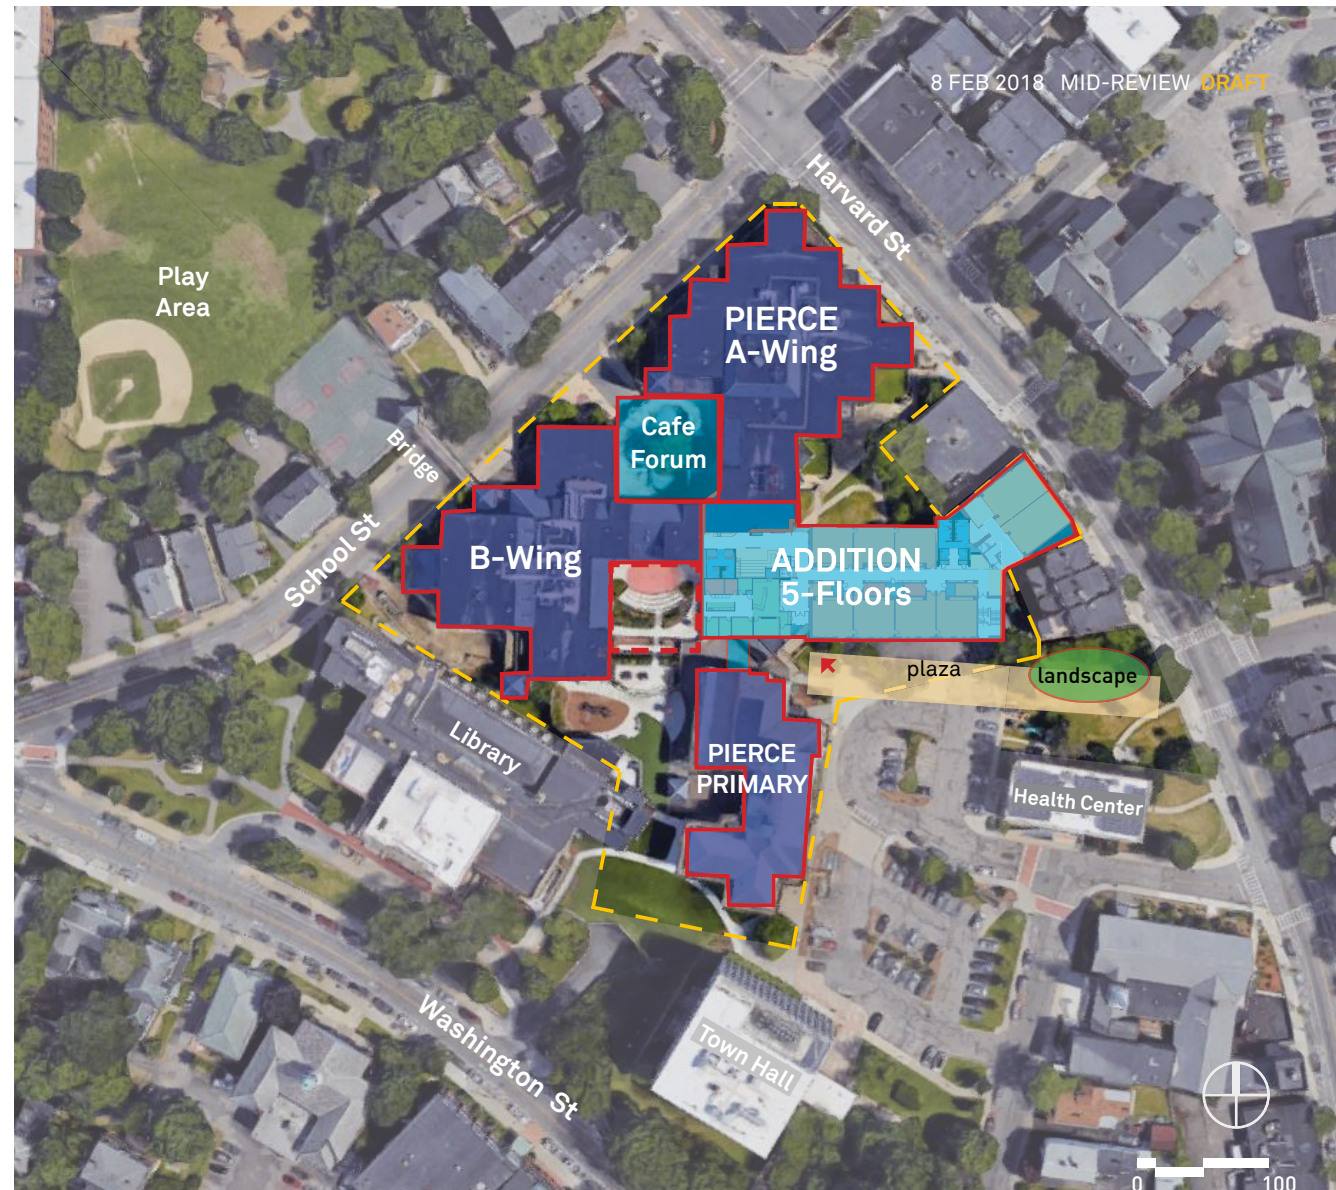 8 FEB 2018 MID-REVIEW DRAFT
Harvard St
Play
Area
PIERCE
A-Wing
Cafe
Forum
Bridge
School St
B-Wing
ADDITION
5-Floors
plaza
landscape
Library
PIERCE
PRIMARY
Health Center
Washington St
Town Hall
0 100